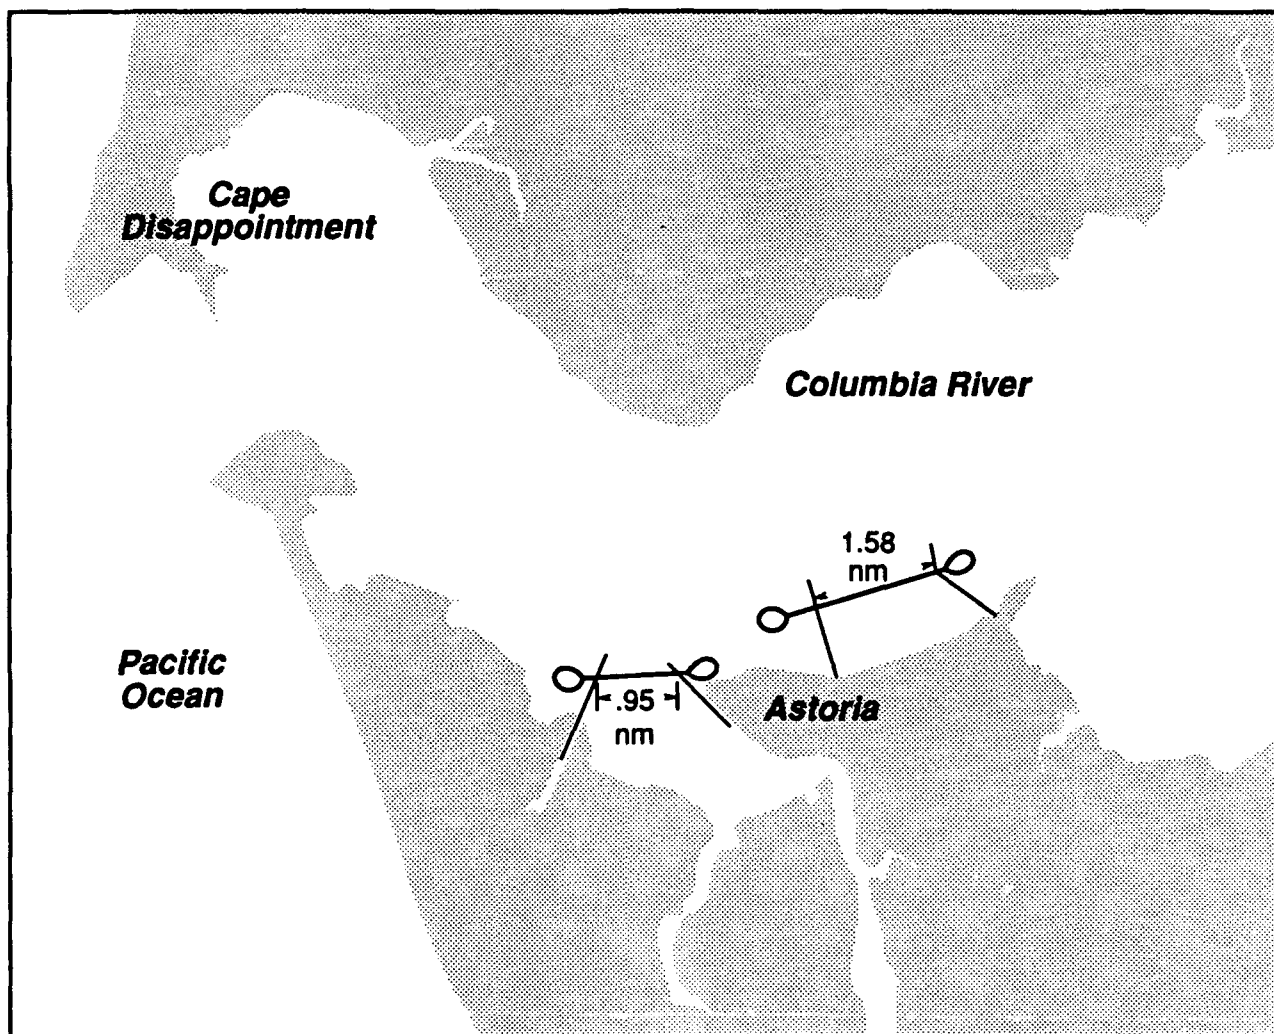 Cape
Disappointment
Columbia River
1.58
nm
Pacific
Ocean
.95
nm
Astoria